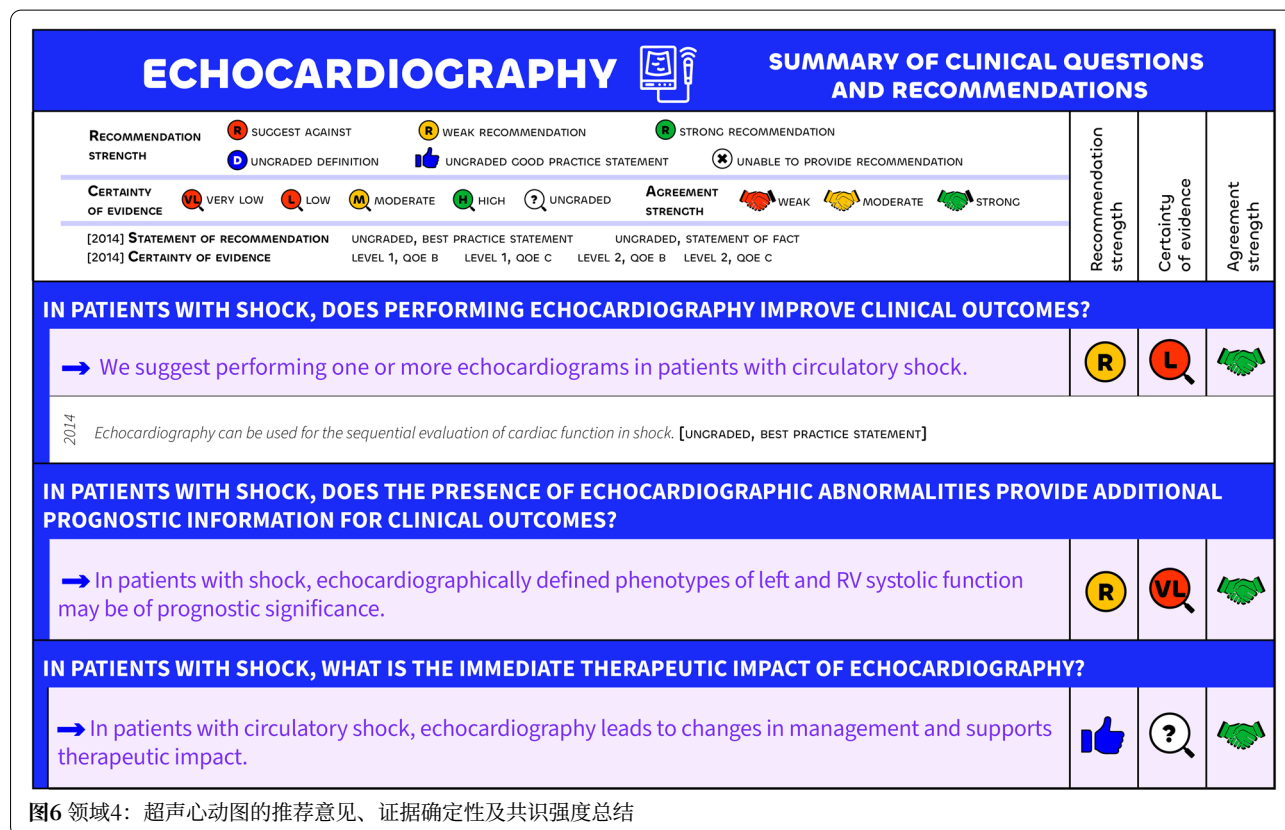 ECHOCARDIOGRAPHY
SUMMARY OF CLINICAL QUESTIONS
AND RECOMMENDATIONS
RECOMMENDATION
STRENGTH
R SUGGEST AGAINST
R WEAK RECOMMENDATION
R STRONG RECOMMENDATION
D UNGRADED DEFINITION
UNGRADED GOOD PRACTICE STATEMENT
UNABLE TO PROVIDE RECOMMENDATION
CERTAINTY
OF EVIDENCE
VL VERY LOW
L LOW
M MODERATE
H HIGH
? UNGRADED
AGREEMENT
STRENGTH
WEAK
MODERATE
STRONG
[2014] STATEMENT OF RECOMMENDATION UNGRADED, BEST PRACTICE STATEMENT UNGRADED, STATEMENT OF FACT
[2014] CERTAINTY OF EVIDENCE LEVEL 1, QOE B LEVEL 1, QOE C LEVEL 2, QOE B LEVEL 2, QOE C
Recommendation
strength
Certainty
of evidence
Agreement
strength
IN PATIENTS WITH SHOCK, DOES PERFORMING ECHOCARDIOGRAPHY IMPROVE CLINICAL OUTCOMES?
→ We suggest performing one or more echocardiograms in patients with circulatory shock.
R L
2014 Echocardiography can be used for the sequential evaluation of cardiac function in shock. [UNGRADED, BEST PRACTICE STATEMENT]
IN PATIENTS WITH SHOCK, DOES THE PRESENCE OF ECHOCARDIOGRAPHIC ABNORMALITIES PROVIDE ADDITIONAL
PROGNOSTIC INFORMATION FOR CLINICAL OUTCOMES?
→ In patients with shock, echocardiographically defined phenotypes of left and RV systolic function
may be of prognostic significance.
R VL
IN PATIENTS WITH SHOCK, WHAT IS THE IMMEDIATE THERAPEUTIC IMPACT OF ECHOCARDIOGRAPHY?
→ In patients with circulatory shock, echocardiography leads to changes in management and supports
therapeutic impact.
?
图6 领域4：超声心动图的推荐意见、证据确定性及共识强度总结